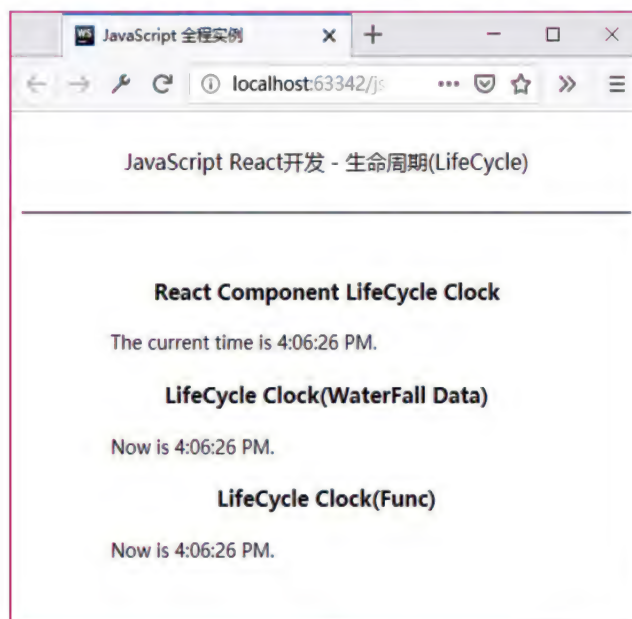 WS JavaScript 全程实例
localhost:63342/js
JavaScript React开发 - 生命周期(LifeCycle)
React Component LifeCycle Clock
The current time is 4:06:26 PM.
LifeCycle Clock(WaterFall Data)
Now is 4:06:26 PM.
LifeCycle Clock(Func)
Now is 4:06:26 PM.